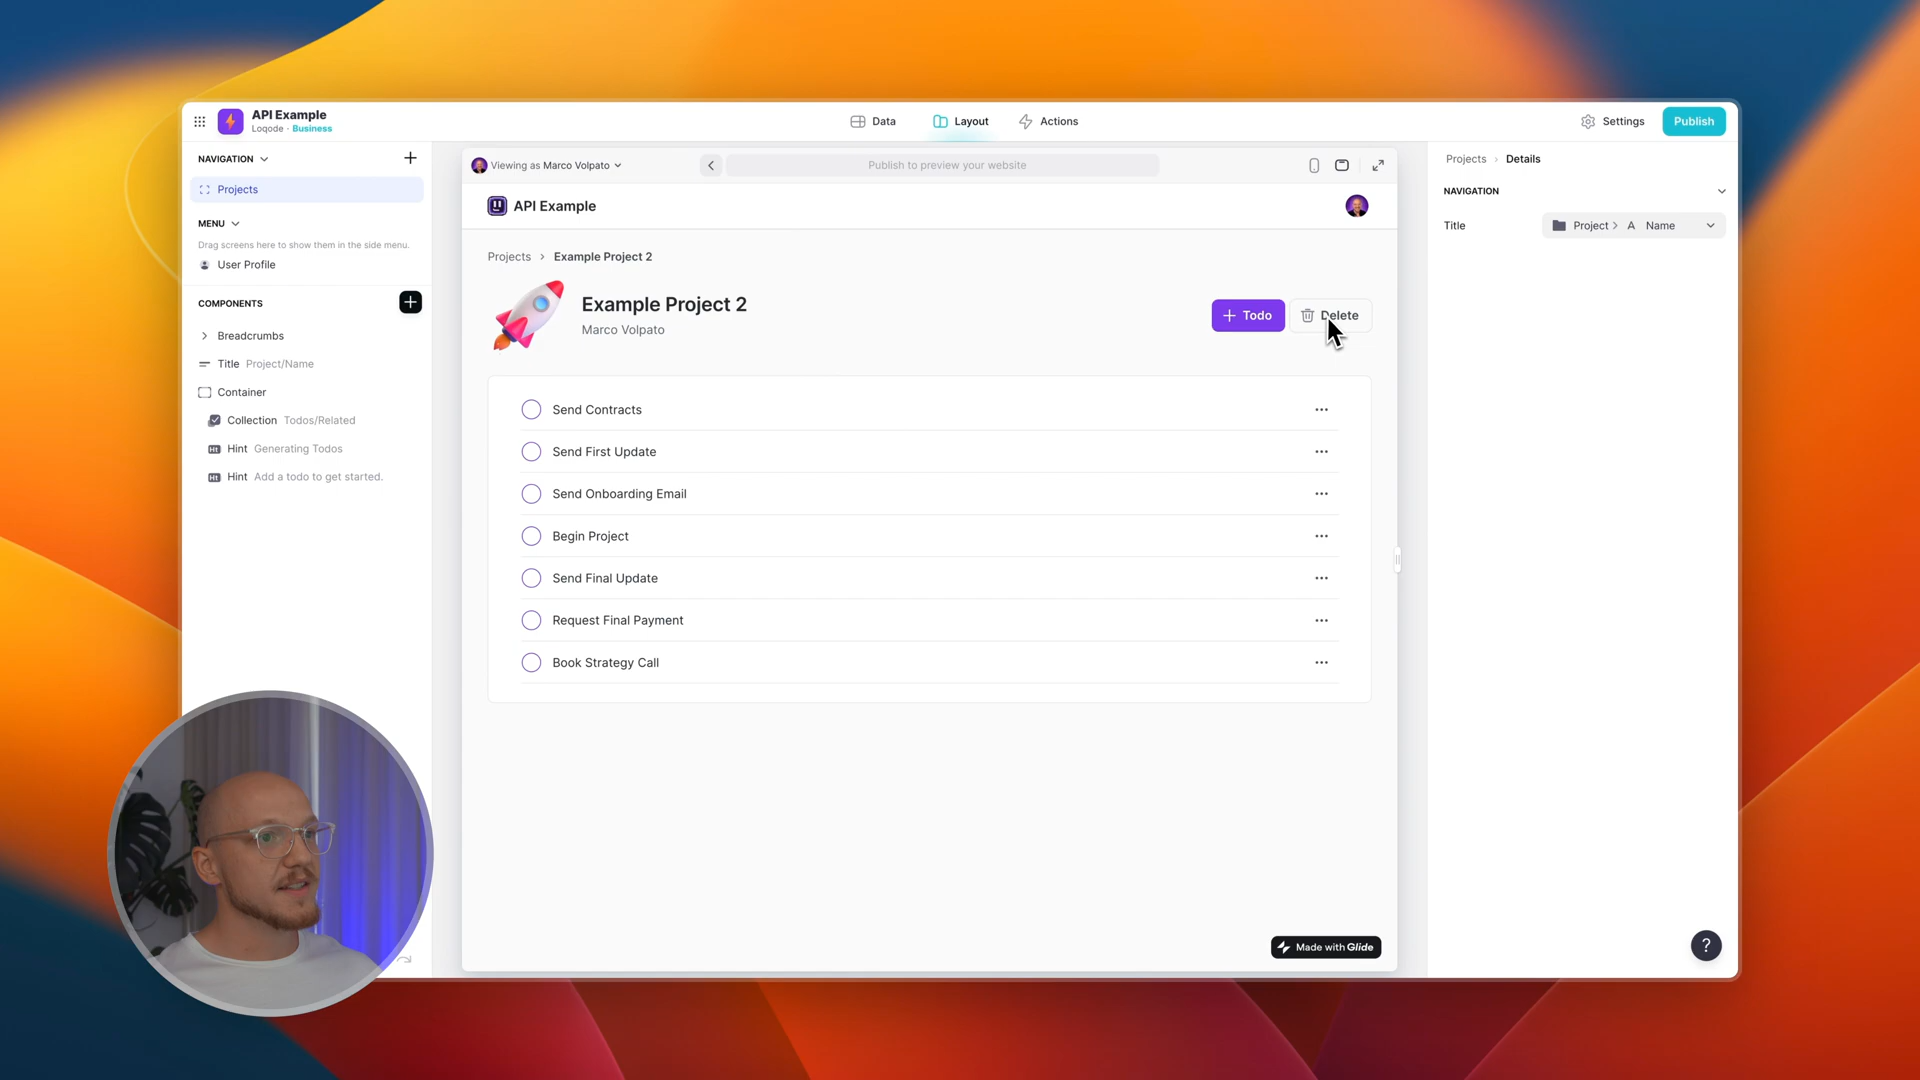 API Example
Loqode · Business
Data
Layout
Actions
Settings
Publish
NAVIGATION
Projects
MENU
Drag screens here to show them in the side menu.
User Profile
COMPONENTS
Breadcrumbs
Title Project/Name
Container
Collection Todos/Related
Ht Hint Generating Todos
Ht Hint Add a todo to get started.
Viewing as Marco Volpato
Publish to preview your website
API Example
Projects > Example Project 2
Example Project 2
Marco Volpato
+ Todo
Delete
Send Contracts
Send First Update
Send Onboarding Email
Begin Project
Send Final Update
Request Final Payment
Book Strategy Call
Made with Glide
Projects > Details
NAVIGATION
Title Project > A Name
?